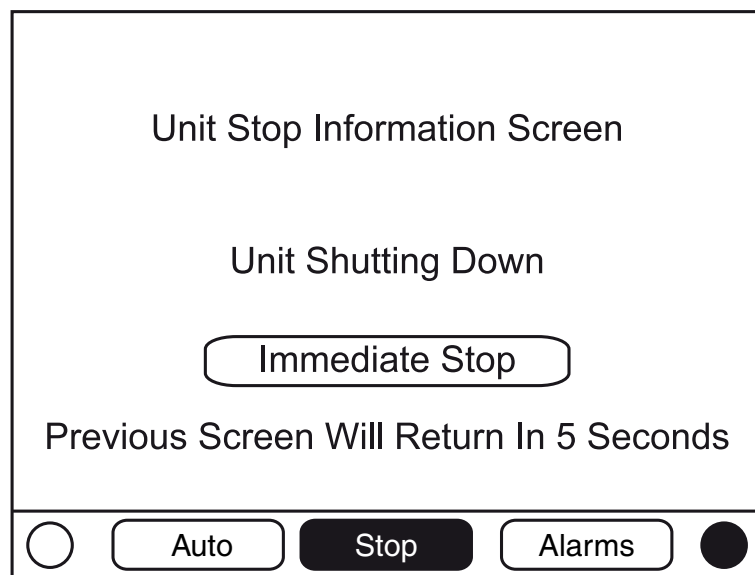 Unit Stop Information Screen
Unit Shutting Down
Immediate Stop
Previous Screen Will Return In 5 Seconds
Auto Stop Alarms